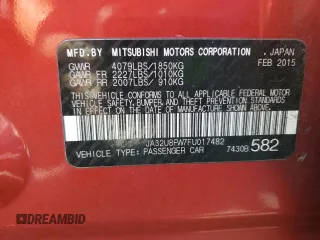 MFD.BY MITSUBISHI MOTORS CORPORATION , JAPAN
GVWR 4079LBS/1850KG FEB 2015
GAWR FR 2227LBS/1010KG
GAWR RR 2007LBS/ 910KG
THIS VEHICLE CONFORMS TO ALL APPLICABLE FEDERAL MOTOR
VEHICLE SAFETY, BUMPER, AND THEFT PREVENTION
STANDARDS IN EFFECT ON THE DATE OF MANUFACTURE
SHOWN ABOVE.
JA32U8FW7FU017482
VEHICLE TYPE: PASSENGER CAR 7430B 582
DREAMBID